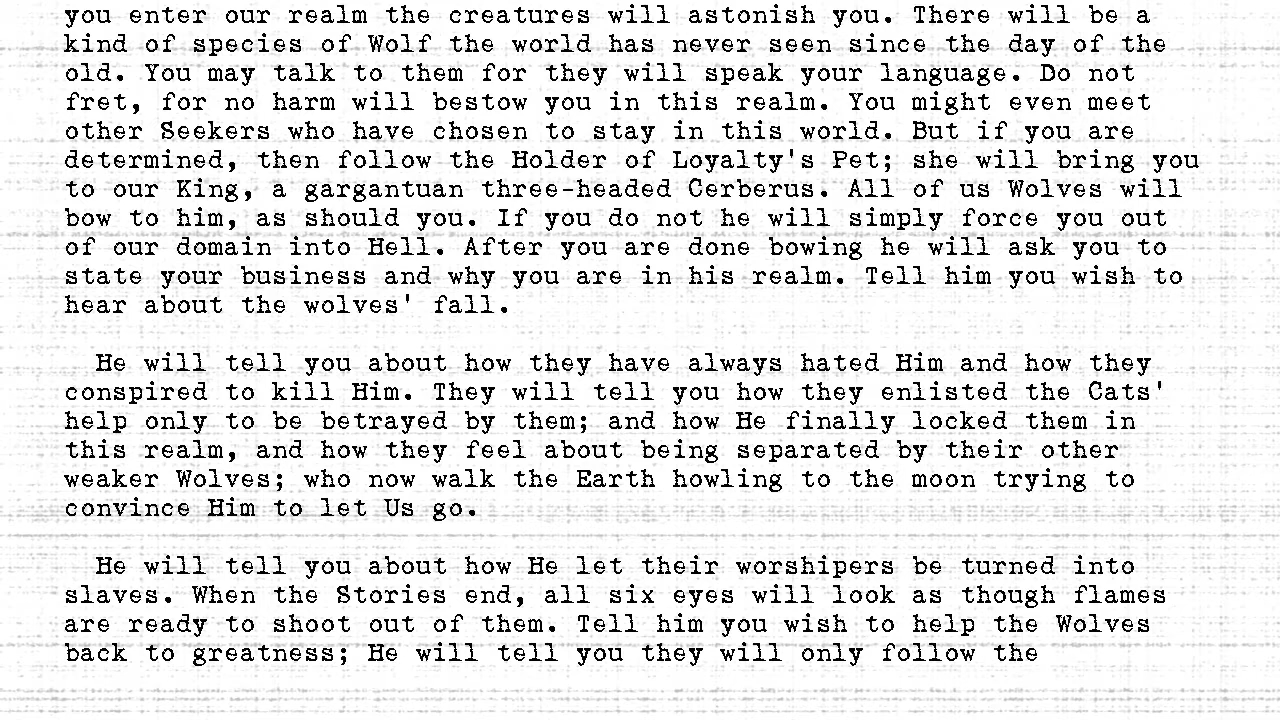 you enter our realm the creatures will astonish you. There will be a
kind of species of Wolf the world has never seen since the day of the
old. You may talk to them for they will speak your language. Do not
fret, for no harm will bestow you in this realm. You might even meet
other Seekers who have chosen to stay in this world. But if you are
determined, then follow the Holder of Loyalty's Pet; she will bring you
to our King, a gargantuan three-headed Cerberus. All of us Wolves will
bow to him, as should you. If you do not he will simply force you out
of our domain into Hell. After you are done bowing he will ask you to
state your business and why you are in his realm. Tell him you wish to
hear about the wolves' fall.
He will tell you about how they have always hated Him and how they
conspired to kill Him. They will tell you how they enlisted the Cats'
help only to be betrayed by them; and how He finally locked them in
this realm, and how they feel about being separated by their other
weaker Wolves; who now walk the Earth howling to the moon trying to
convince Him to let Us go.
He will tell you about how He let their worshipers be turned into
slaves. When the Stories end, all six eyes will look as though flames
are ready to shoot out of them. Tell him you wish to help the Wolves
back to greatness; He will tell you they will only follow the